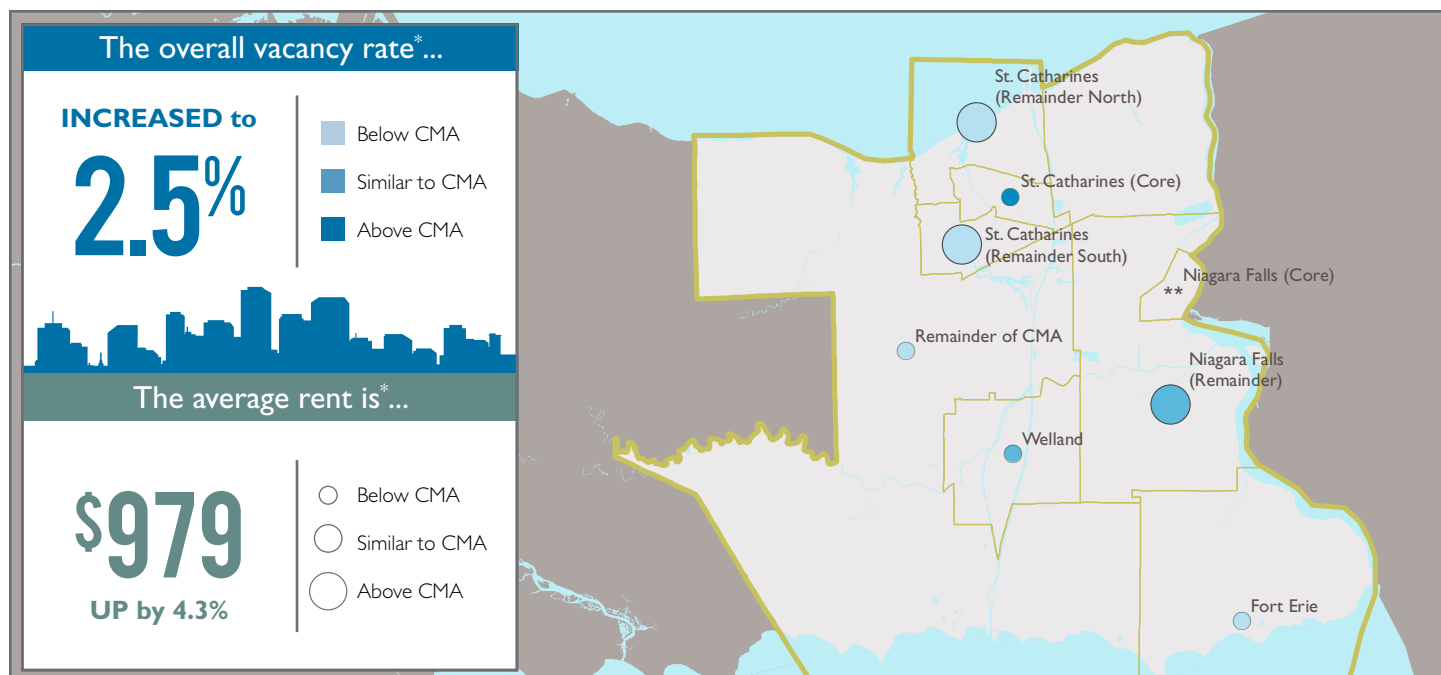 The overall vacancy rate*...
INCREASED to
2.5%
Below CMA
Similar to CMA
Above CMA
The average rent is*...
$979
UP by 4.3%
Below CMA
Similar to CMA
Above CMA
St. Catharines
(Remainder North)
St. Catharines (Core)
St. Catharines
(Remainder South)
Niagara Falls (Core)
**
Remainder of CMA
Niagara Falls
(Remainder)
Welland
Fort Erie